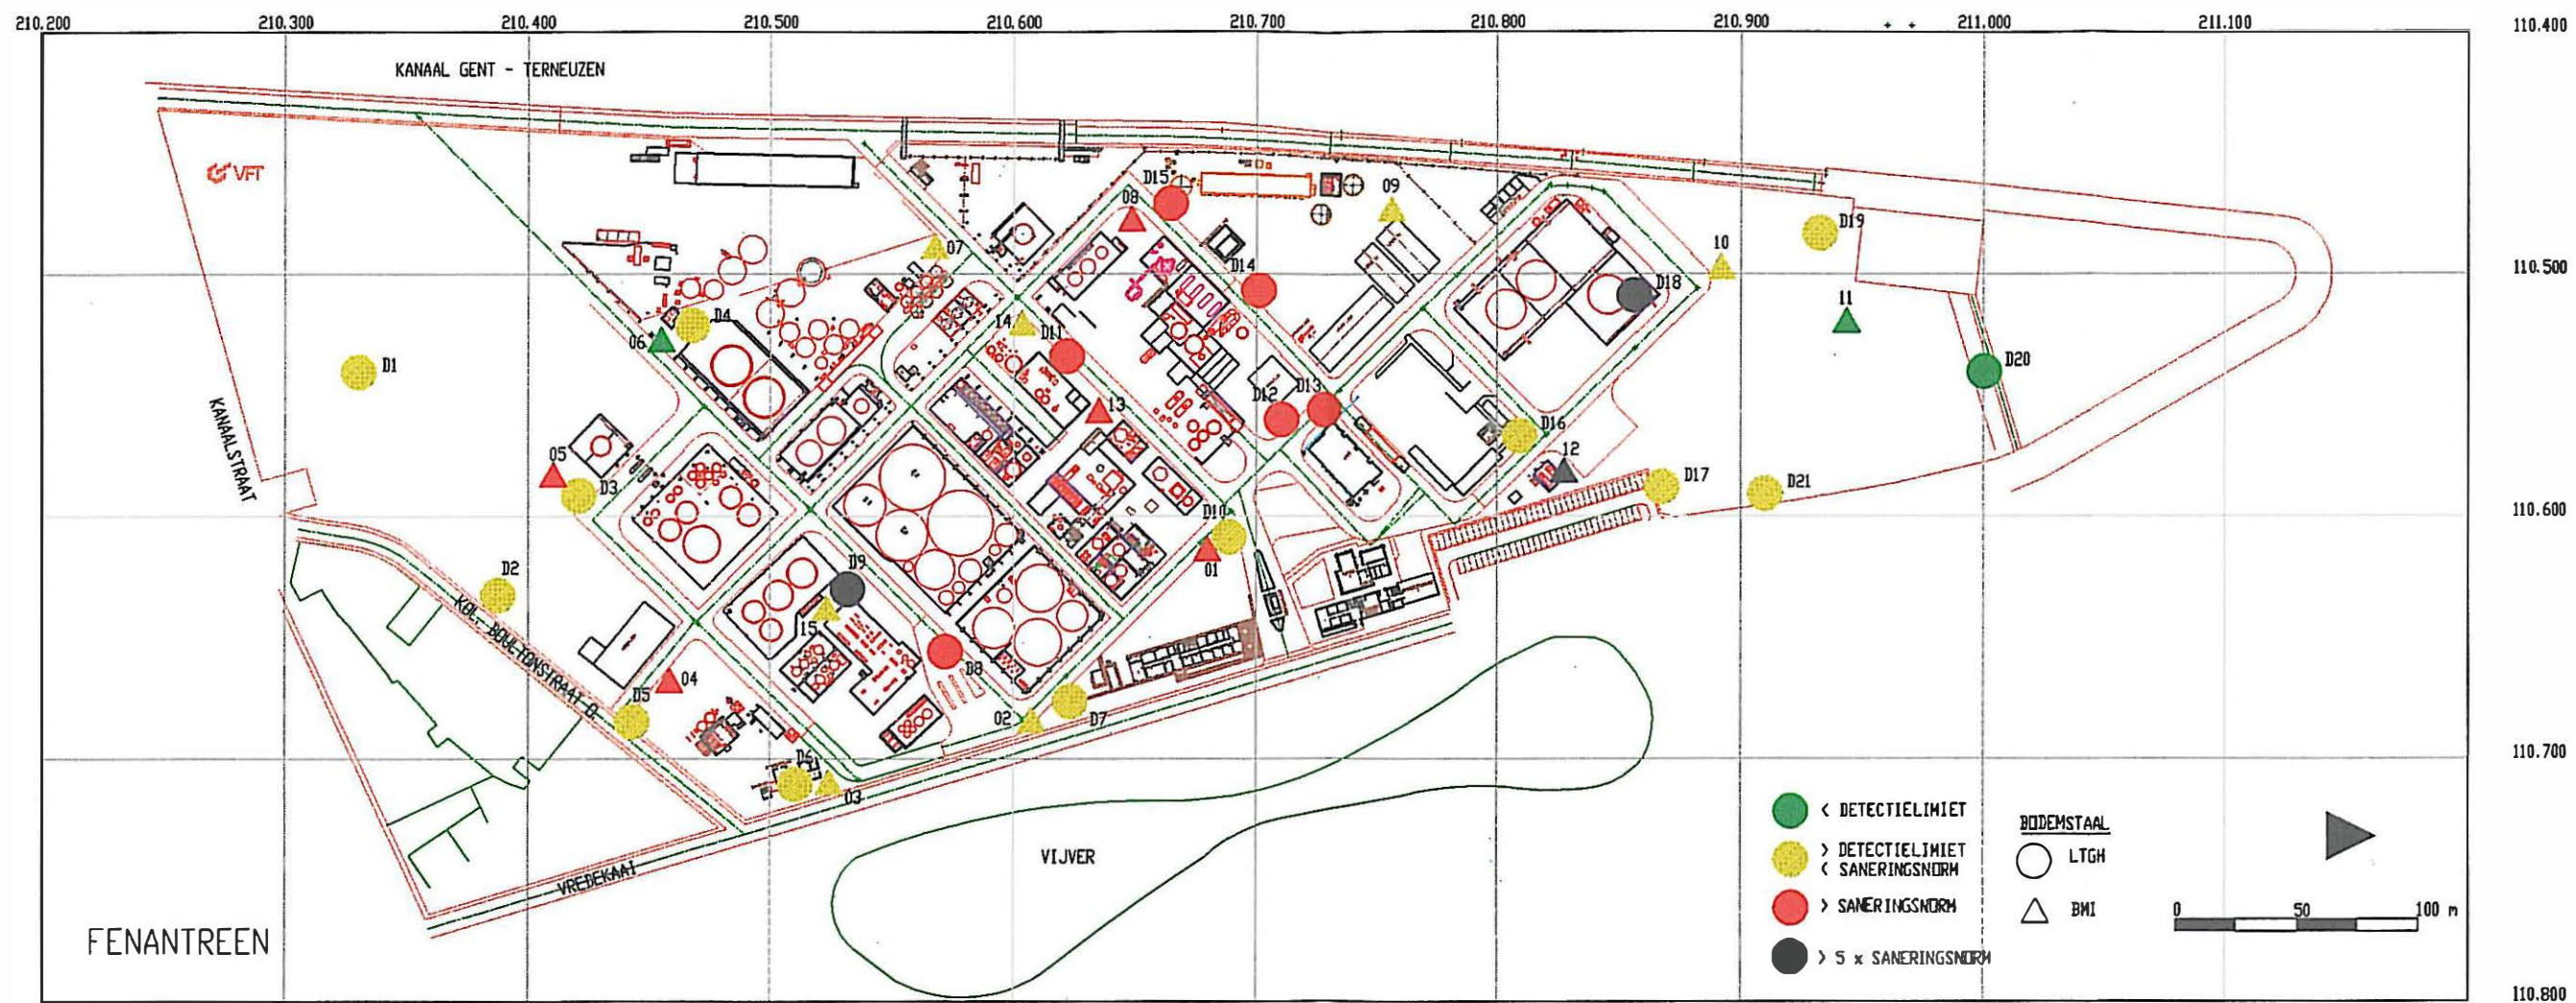 210.200 210.300 210.400 210.500 210.600 210.700 210.800 210.900 211.000 211.100 110.400
KANAAL GENT - TERNEUZEN
VFT
D15
09
08
07
D19
10
D14
D18
110.500
11
14
D11
D4
06
D1
D20
D13
D12
13
KANAALSTRAAT
D16
05
12
D3
D17
D21
D10
110.600
01
D9
D2
KOL. BOULTONSTRAAT O.
15
D8
04
D5
02
D7
D6
03
110.700
< DETECTIELIMIET
> DETECTIELIMIET
< SANERINGSNORM
> SANERINGSNORM
> 5 x SANERINGSNORM
BODEMSTAAL
LTGH
BMI
0 50 100 m
VIJVER
VREDEKAAI
FENANTREEN
110.800